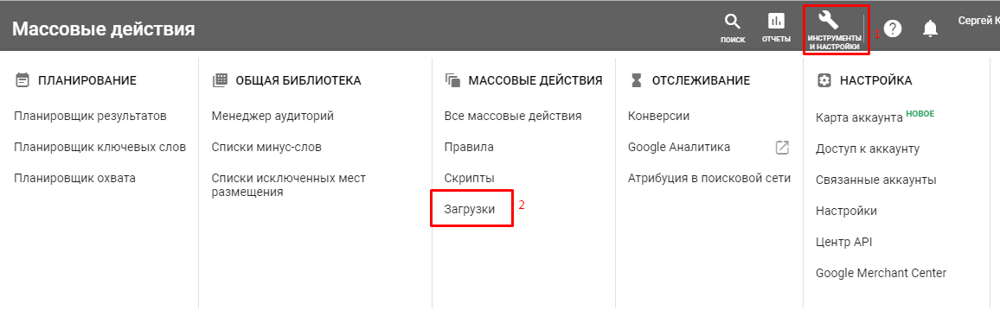 Массовые действия
ПОИСК
ОТЧЕТЫ
ИНСТРУМЕНТЫ
И НАСТРОЙКИ
1
?
Сергей К
ПЛАНИРОВАНИЕ
Планировщик результатов
Планировщик ключевых слов
Планировщик охвата
ОБЩАЯ БИБЛИОТЕКА
Менеджер аудиторий
Списки минус-слов
Списки исключенных мест
размещения
МАССОВЫЕ ДЕЙСТВИЯ
Все массовые действия
Правила
Скрипты
Загрузки 2
ОТСЛЕЖИВАНИЕ
Конверсии
Google Аналитика
Атрибуция в поисковой сети
НАСТРОЙКА
Карта аккаунта НОВОЕ
Доступ к аккаунту
Связанные аккаунты
Настройки
Центр API
Google Merchant Center